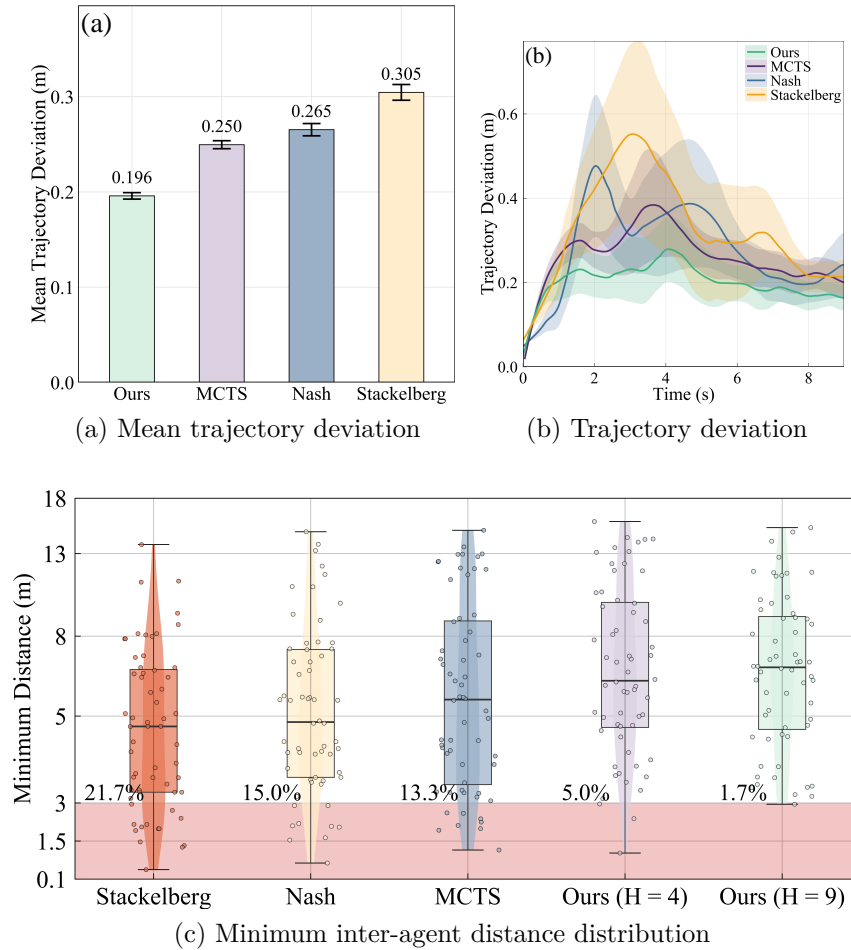 (a)
Mean Trajectory Deviation (m)
0.3
0.2
0.1
0.0
0.196
0.250
0.265
0.305
Ours
MCTS
Nash
Stackelberg
(a) Mean trajectory deviation
(b)
Trajectory Deviation (m)
0.6
0.4
0.2
0.0
Ours
MCTS
Nash
Stackelberg
0
2
4
6
8
Time (s)
(b) Trajectory deviation
Minimum Distance (m)
18
13
8
5
3
1.5
0.1
21.7%
15.0%
13.3%
5.0%
1.7%
Stackelberg
Nash
MCTS
Ours (H = 4)
Ours (H = 9)
(c) Minimum inter-agent distance distribution